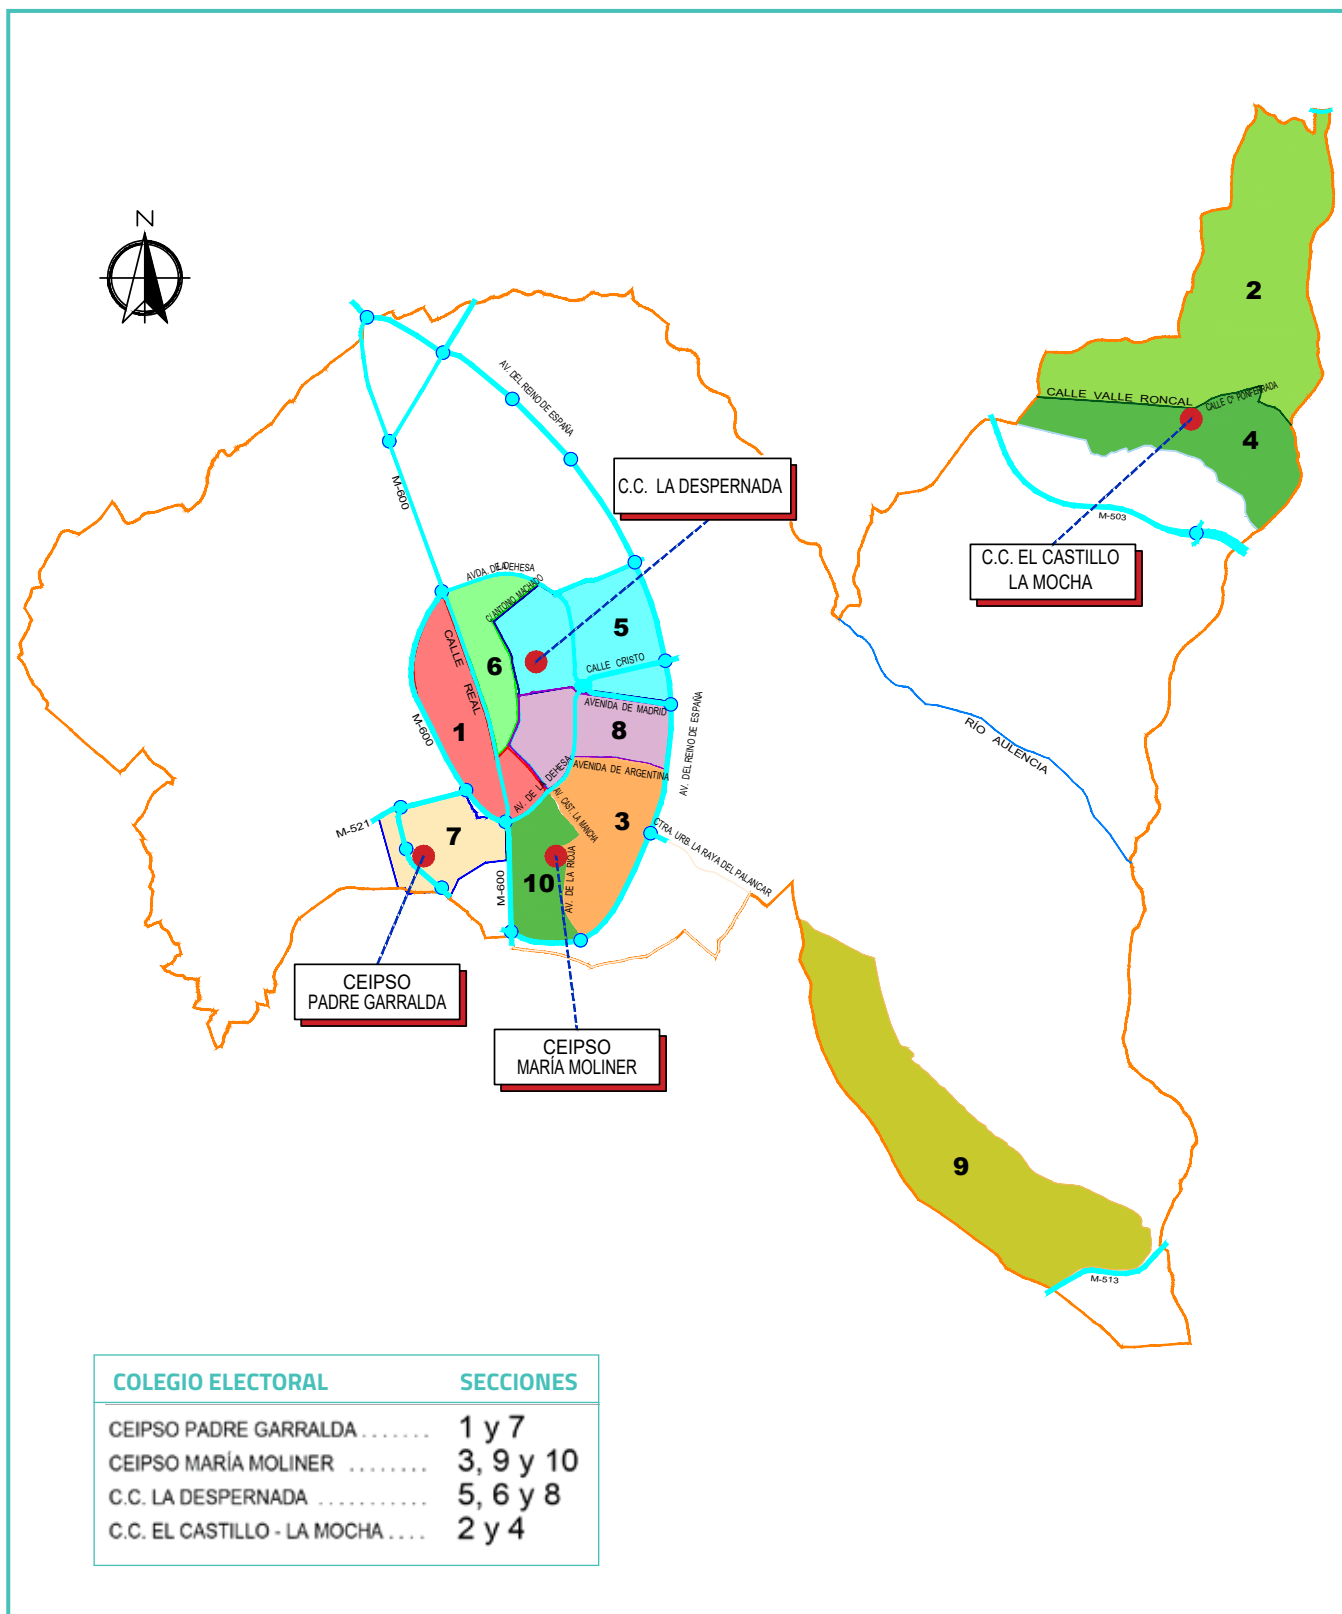 N
2
CALLE VALLE RONCAL
CALLE Cº PONFERRADA
4
M-503
C.C. EL CASTILLO
LA MOCHA
AV. DEL REINO DE ESPAÑA
M-600
C.C. LA DESPERNADA
AVDA. DE LA DEHESA
C/ANTONIO MACHADO
5
CALLE REAL
6
CALLE CRISTO
1
M-600
AVENIDA DE MADRID
8
AV. DEL REINO DE ESPAÑA
RÍO AULENCIA
AVENIDA DE ARGENTINA
AV. DE LA DEHESA
AV. CAST. LA MANCHA
3
CTRA. URB. LA RAYA DEL PALANCAR
M-521
7
10
M-600
AV. DE LA RIOJA
CEIPSO
PADRE GARRALDA
CEIPSO
MARÍA MOLINER
9
M-513
COLEGIO ELECTORAL SECCIONES
CEIPSO PADRE GARRALDA ....... 1 y 7
CEIPSO MARÍA MOLINER ........ 3, 9 y 10
C.C. LA DESPERNADA ........... 5, 6 y 8
C.C. EL CASTILLO - LA MOCHA .... 2 y 4